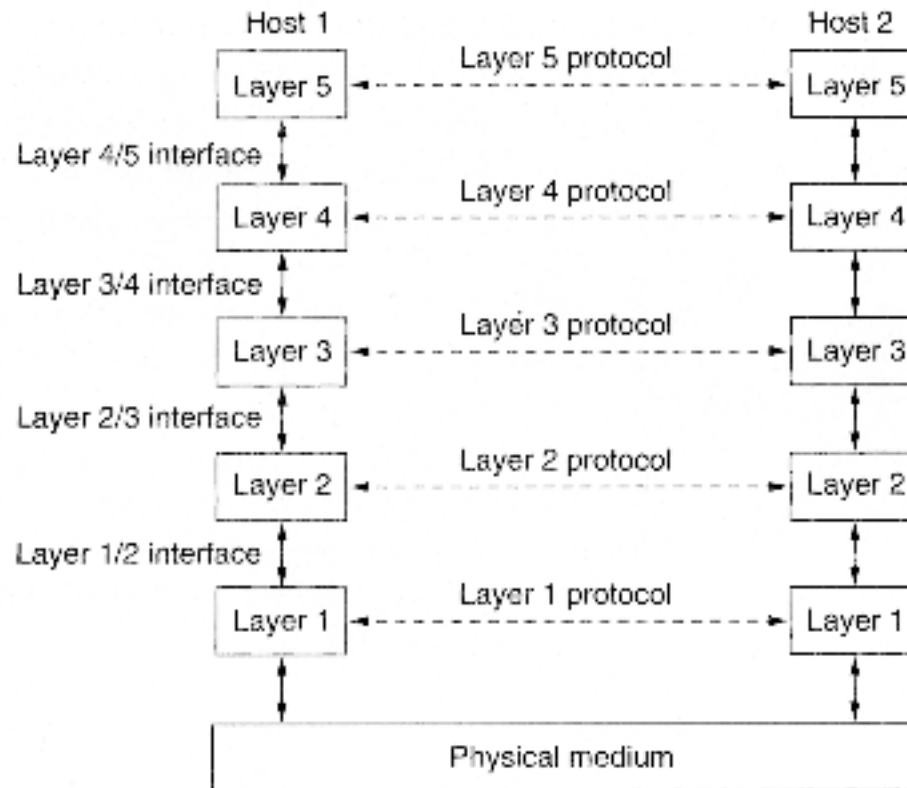 Host 1
Host 2
Layer 5 protocol
Layer 5
Layer 5
Layer 4/5 interface
Layer 4 protocol
Layer 4
Layer 4
Layer 3/4 interface
Layer 3 protocol
Layer 3
Layer 3
Layer 2/3 interface
Layer 2 protocol
Layer 2
Layer 2
Layer 1/2 interface
Layer 1 protocol
Layer 1
Layer 1
Physical medium